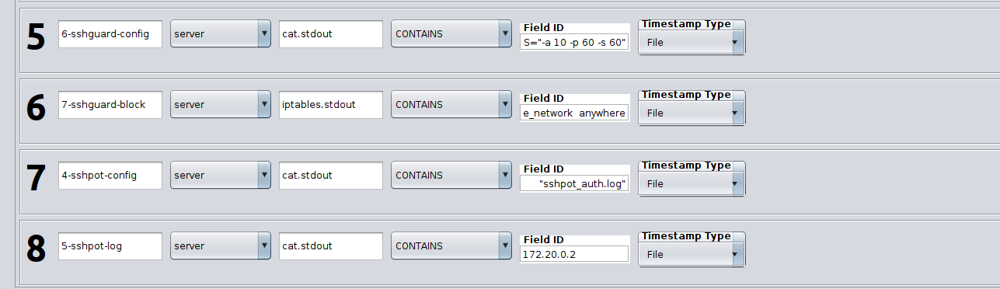 5 6-sshguard-config server cat.stdout CONTAINS Field ID S="-a 10 -p 60 -s 60" Timestamp Type File
6 7-sshguard-block server iptables.stdout CONTAINS Field ID e_network anywhere Timestamp Type File
7 4-sshpot-config server cat.stdout CONTAINS Field ID "sshpot_auth.log" Timestamp Type File
8 5-sshpot-log server cat.stdout CONTAINS Field ID 172.20.0.2 Timestamp Type File